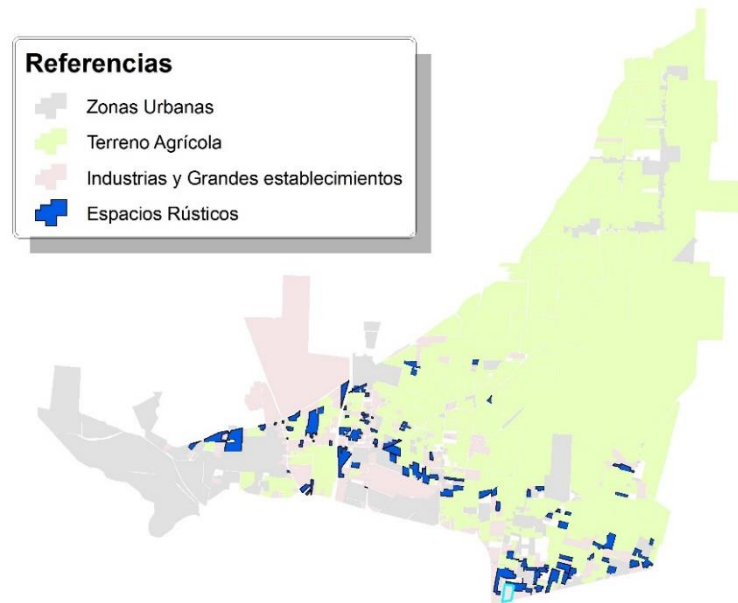 Referencias
Zonas Urbanas
Terreno Agrícola
Industrias y Grandes establecimientos
Espacios Rústicos